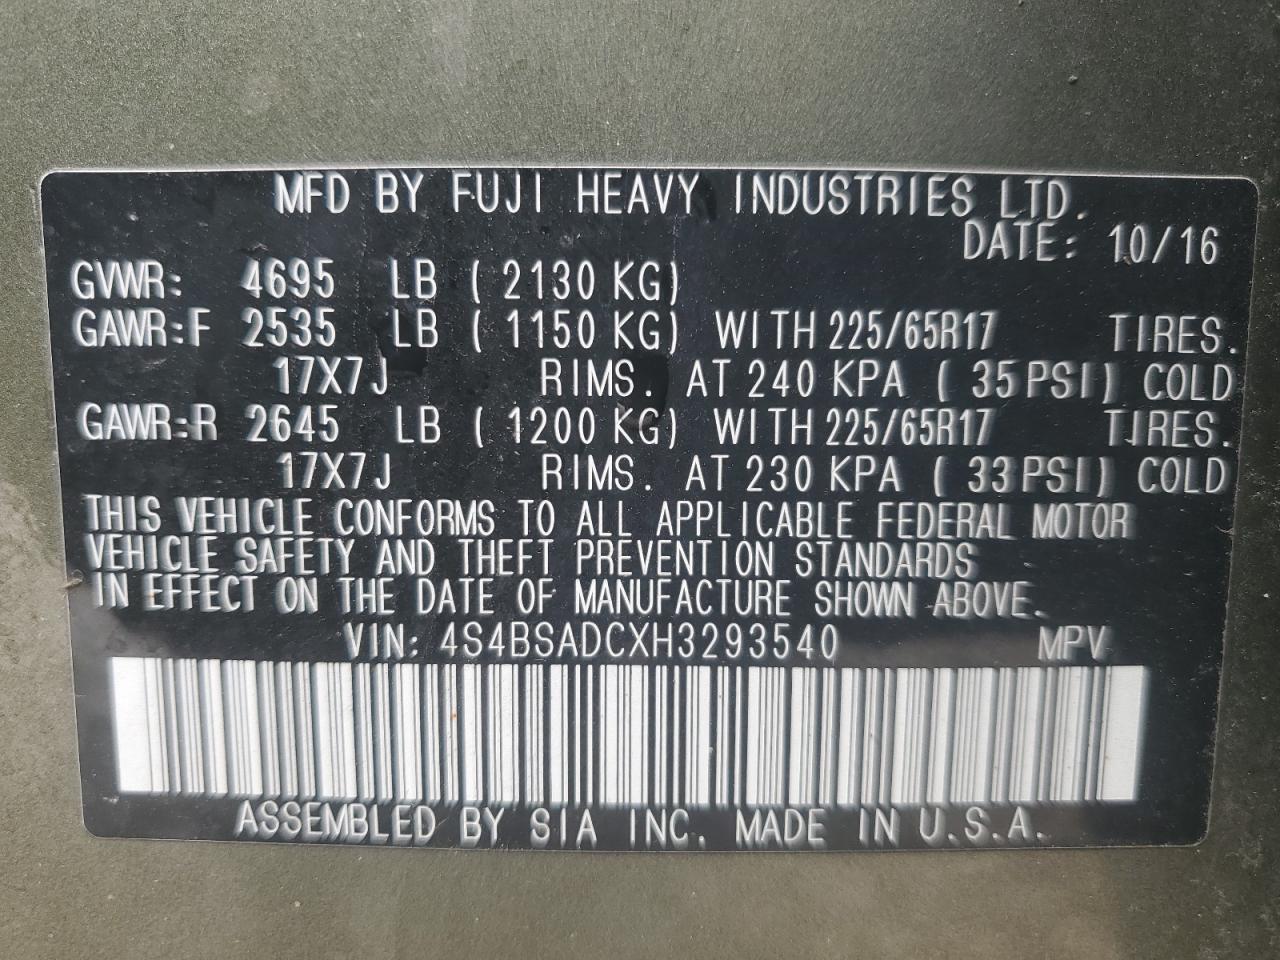 MFD BY FUJI HEAVY INDUSTRIES LTD.
DATE: 10/16
GVWR: 4695 LB ( 2130 KG)
GAWR:F 2535 LB ( 1150 KG) WITH 225/65R17 TIRES.
17X7J RIMS. AT 240 KPA ( 35 PSI) COLD
GAWR:R 2645 LB ( 1200 KG) WITH 225/65R17 TIRES.
17X7J RIMS. AT 230 KPA ( 33 PSI) COLD
THIS VEHICLE CONFORMS TO ALL APPLICABLE FEDERAL MOTOR
VEHICLE SAFETY AND THEFT PREVENTION STANDARDS
IN EFFECT ON THE DATE OF MANUFACTURE SHOWN ABOVE.
VIN: 4S4BSADCXH3293540 MPV
ASSEMBLED BY SIA INC. MADE IN U.S.A.